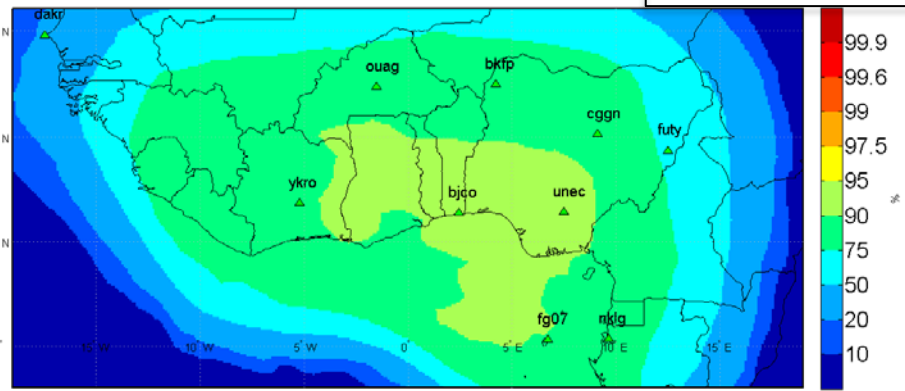 dakr
N
ouag
bkfp
cggn
N
futy
ykro
bjco
unec
N
fg07
nklg
15 °W
10 °W
5 °W
0 °
5 °E
10 °E
15 °E
99.9
99.6
99
97.5
95
90
75
50
20
10
%